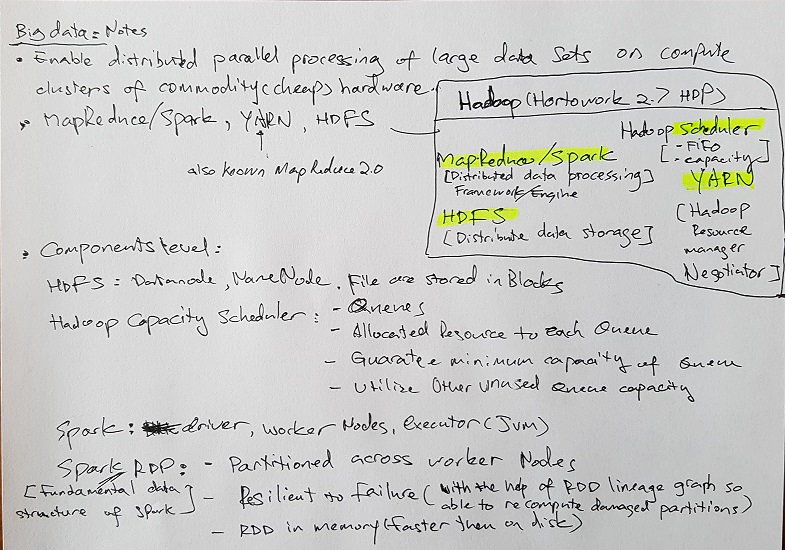 Big data = Notes
• Enable distributed parallel processing of large data sets on compute
clusters of commodity (cheap) hardware.
• MapReduce/Spark, YARN, HDFS
also known MapReduce 2.0
Hadoop (Hortowork 2.7 HDP)
Hadoop Scheduler
[ - FIFO
- capacity ]
MapReduce/Spark
[Distributed data processing]
Framework/Engine
YARN
[Hadoop
Resource
manager
Negotiator]
HDFS
[Distribute data storage]
• Components level:
HDFS = Datanode, NameNode. File are stored in Blocks
Hadoop Capacity Scheduler: - Queues
- Allocated Resource to Each Queue
- Guaratee minimum capacity of Queue
- Utilize Other Unused Queue capacity
Spark: driver, worker Nodes, executor (JVM)
Spark RDP: - Partitioned across worker Nodes
[Fundamental data
structure of Spark]
- Resilient to failure (with the help of RDD lineage graph so
able to recompute damaged partitions)
- RDD in memory (faster then on disk)